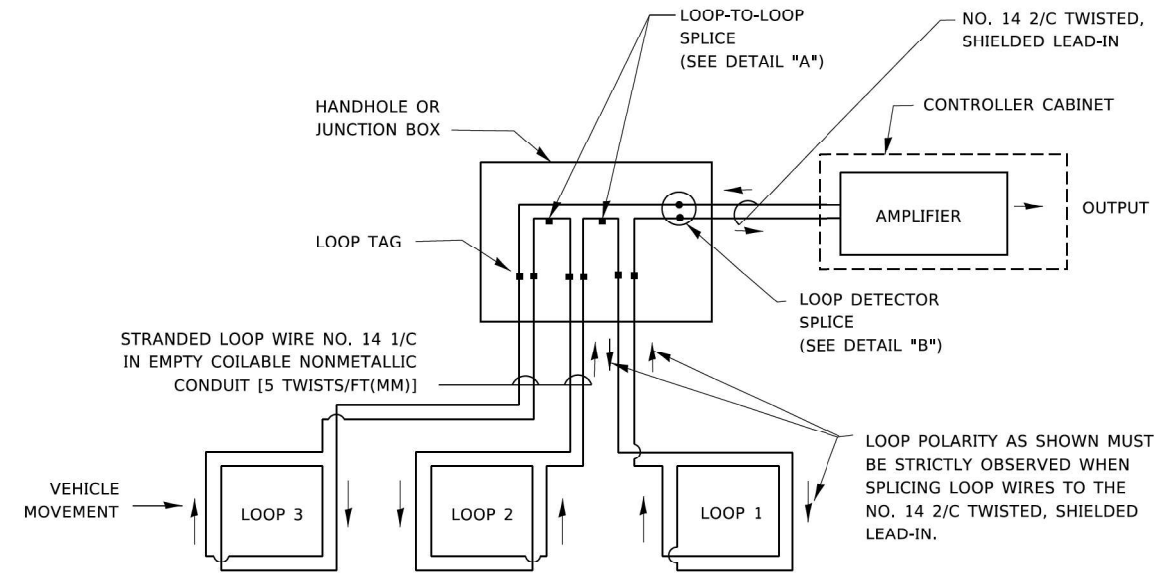 LOOP-TO-LOOP
SPLICE
(SEE DETAIL "A")
NO. 14 2/C TWISTED,
SHIELDED LEAD-IN
HANDHOLE OR
JUNCTION BOX
CONTROLLER CABINET
AMPLIFIER
OUTPUT
LOOP TAG
LOOP DETECTOR
SPLICE
(SEE DETAIL "B")
STRANDED LOOP WIRE NO. 14 1/C
IN EMPTY COILABLE NONMETALLIC
CONDUIT [5 TWISTS/FT(MM)]
LOOP POLARITY AS SHOWN MUST
BE STRICTLY OBSERVED WHEN
SPLICING LOOP WIRES TO THE
NO. 14 2/C TWISTED, SHIELDED
LEAD-IN.
VEHICLE
MOVEMENT
LOOP 3
LOOP 2
LOOP 1